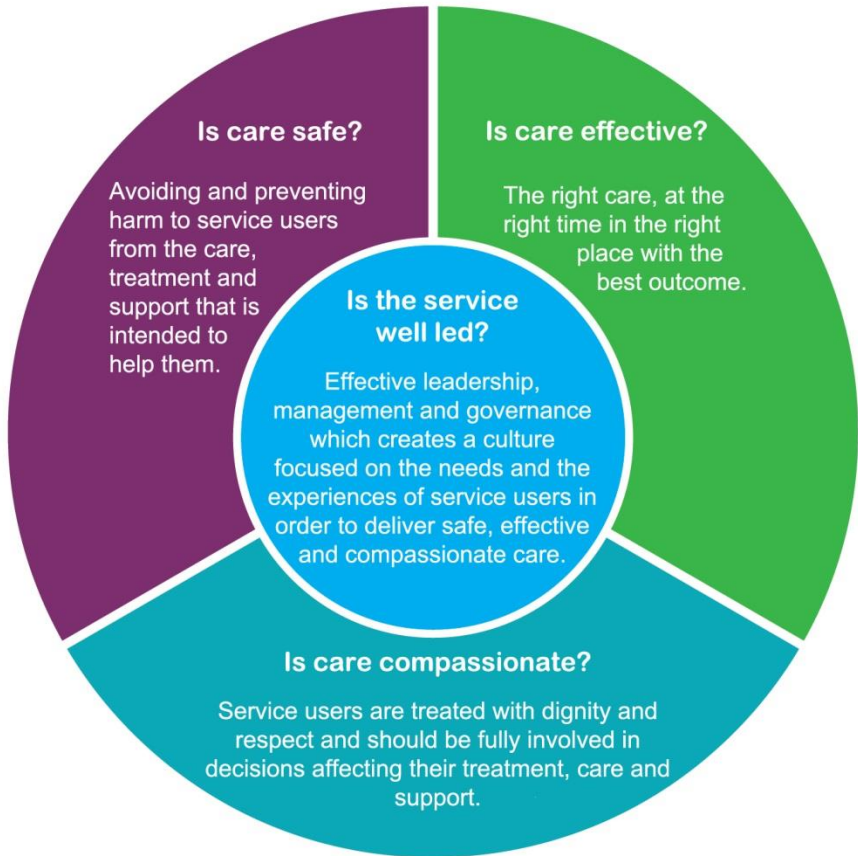 Is care safe?
Avoiding and preventing
harm to service users
from the care,
treatment and
support that is
intended to
help them.
Is care effective?
The right care, at the
right time in the right
place with the
best outcome.
Is the service
well led?
Effective leadership,
management and governance
which creates a culture
focused on the needs and the
experiences of service users in
order to deliver safe, effective
and compassionate care.
Is care compassionate?
Service users are treated with dignity and
respect and should be fully involved in
decisions affecting their treatment, care and
support.